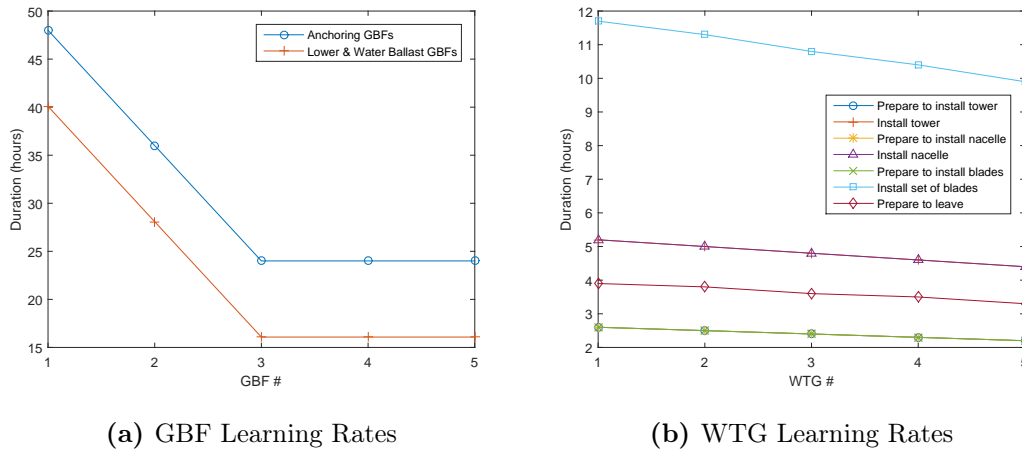 50
45
40
35
30
25
20
15
1 2 3 4 5
Duration (hours)
GBF #
Anchoring GBFs
Lower & Water Ballast GBFs
(a) GBF Learning Rates
12
11
10
9
8
7
6
5
4
3
2
1 2 3 4 5
Duration (hours)
WTG #
Prepare to install tower
Install tower
Prepare to install nacelle
Install nacelle
Prepare to install blades
Install set of blades
Prepare to leave
(b) WTG Learning Rates